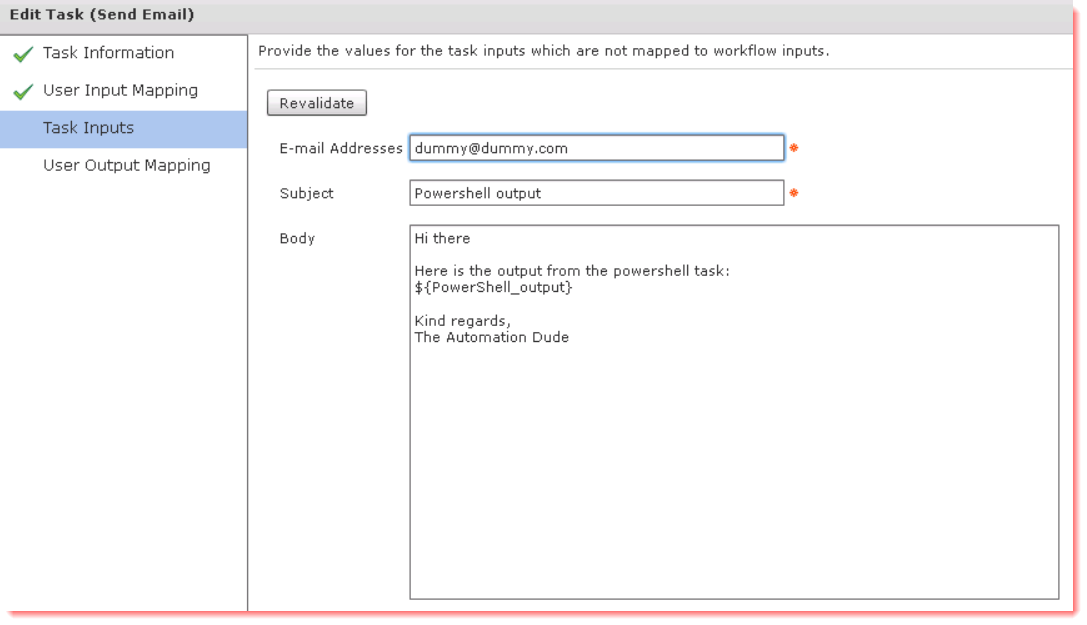 Edit Task (Send Email)
Task Information
User Input Mapping
Task Inputs
User Output Mapping
Provide the values for the task inputs which are not mapped to workflow inputs.
Revalidate
E-mail Addresses dummy@dummy.com *
Subject Powershell output *
Body
Hi there
Here is the output from the powershell task:
${PowerShell_output}
Kind regards,
The Automation Dude